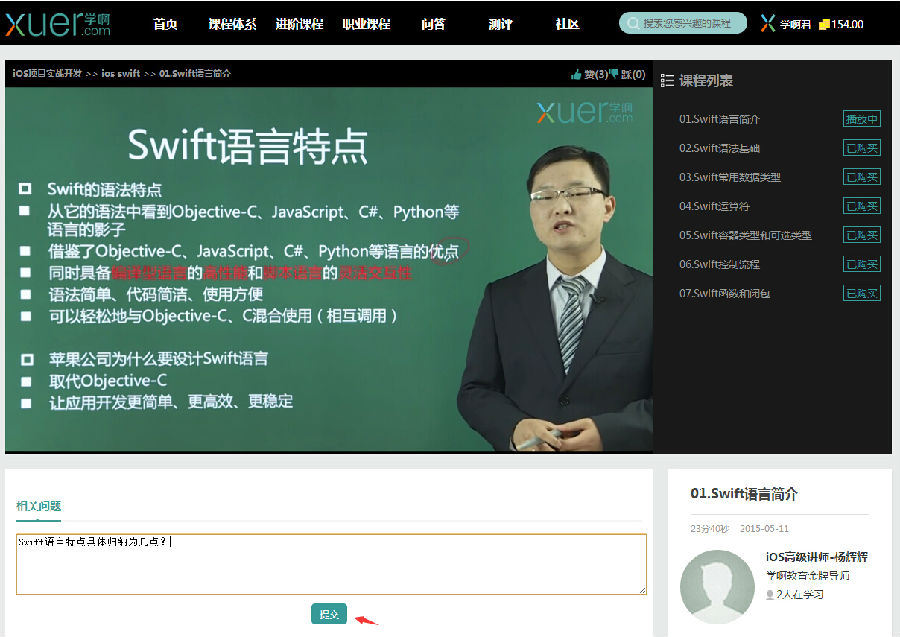 xuer学啊.com
首页 课程体系 进阶课程 职业课程 问答 测评 社区 搜索您感兴趣的课程 学啊君 154.00
iOS项目实战开发 >> ios swift >> 01.Swift语言简介 赞(3) 踩(0)
xuer学啊.com
Swift语言特点
Swift的语法特点
从它的语法中看到Objective-C、JavaScript、C#、Python等
语言的影子
借鉴了Objective-C、JavaScript、C#、Python等语言的优点
同时具备编译型语言的高性能和脚本语言的灵活交互性
语法简单、代码简洁、使用方便
可以轻松地与Objective-C、C混合使用（相互调用）
苹果公司为什么要设计Swift语言
取代Objective-C
让应用开发更简单、更高效、更稳定
课程列表
01.Swift语言简介 播放中
02.Swift语法基础 已购买
03.Swift常用数据类型 已购买
04.Swift运算符 已购买
05.Swift容器类型和可选类型 已购买
06.Swift控制流程 已购买
07.Swift函数和闭包 已购买
相关问题
Swift语言特点具体归纳为几点？
提交
01.Swift语言简介
23分40秒 2015-05-11
iOS高级讲师-杨辉辉
学啊教育金牌导师
2人在学习